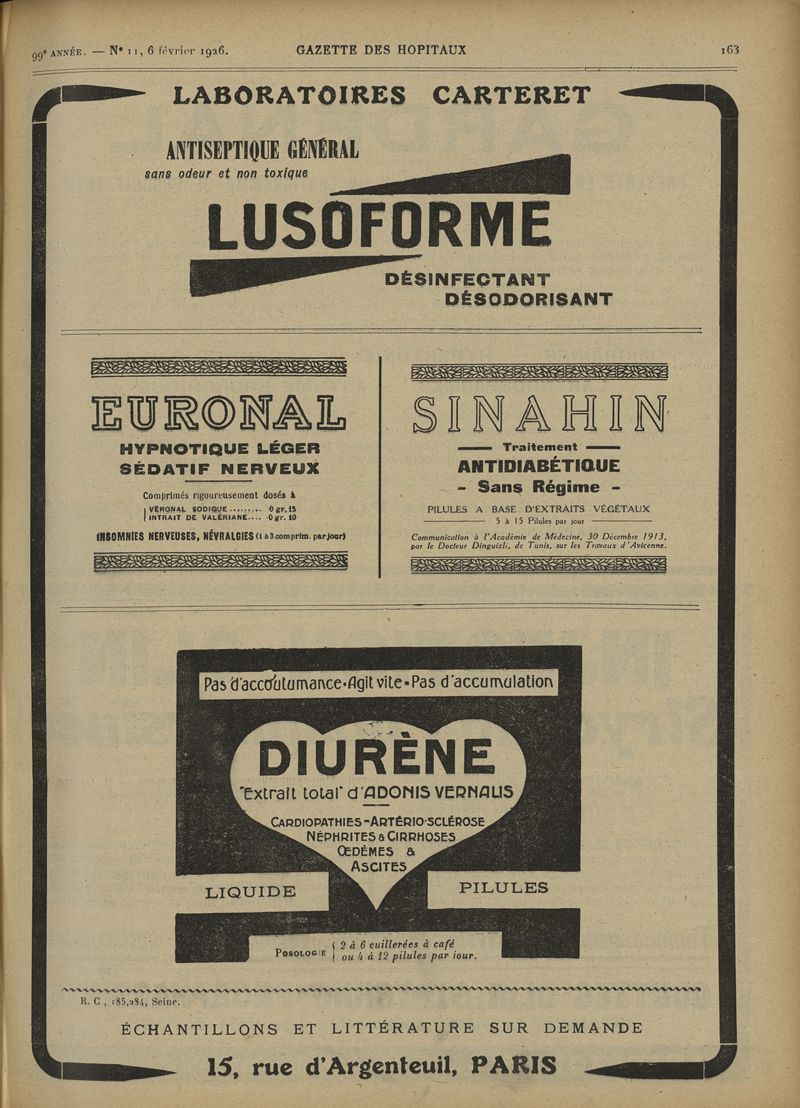 99e ANNÉE. — N° 11, 6 février 1926. GAZETTE DES HOPITAUX 163
LABORATOIRES CARTERET
ANTISEPTIQUE GÉNÉRAL
sans odeur et non toxique
LUSOFORME
DÉSINFECTANT
DÉSODORISANT
EURONAL
HYPNOTIQUE LÉGER
SÉDATIF NERVEUX
Comprimés rigoureusement dosés à
VÉRONAL SODIQUE ......... 0 gr. 15
INTRAIT DE VALÉRIANE.... 0 gr. 10
INSOMNIES NERVEUSES, NÉVRALGIES (1 à 3 comprim. par jour)
SINAHIN
Traitement
ANTIDIABÉTIQUE
- Sans Régime -
PILULES A BASE D'EXTRAITS VÉGÉTAUX
5 à 15 Pilules par jour
Communication à l'Académie de Médecine, 30 Décembre 1913,
par le Docteur Dinguizli, de Tunis, sur les Travaux d'Avicenne.
Pas d'accoutumance•Agit vite•Pas d'accumulation
DIURÈNE
"Extrait total" d'ADONIS VERNALIS
CARDIOPATHIES-ARTÉRIO-SCLÉROSE
NÉPHRITES & CIRRHOSES
ŒDÈMES &
ASCITES
LIQUIDE PILULES
POSOLOGIE { 2 à 6 cuillerées à café
ou 4 à 12 pilules par jour.
R. C , 185,284, Seine.
ÉCHANTILLONS ET LITTÉRATURE SUR DEMANDE
15, rue d'Argenteuil, PARIS